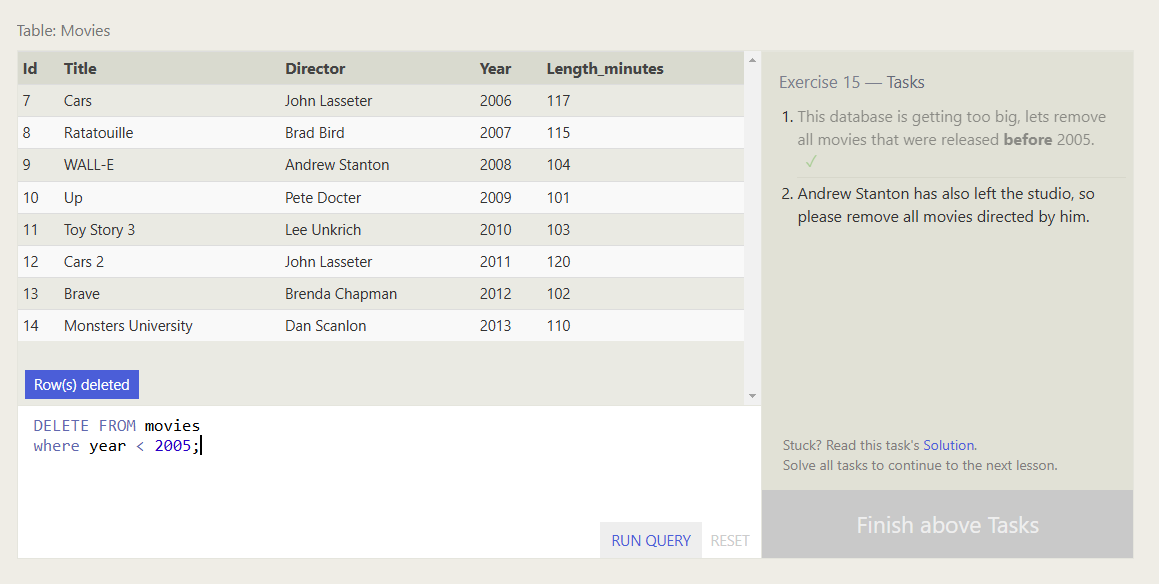 Table: Movies
Id Title Director Year Length_minutes
7 Cars John Lasseter 2006 117
8 Ratatouille Brad Bird 2007 115
9 WALL-E Andrew Stanton 2008 104
10 Up Pete Docter 2009 101
11 Toy Story 3 Lee Unkrich 2010 103
12 Cars 2 John Lasseter 2011 120
13 Brave Brenda Chapman 2012 102
14 Monsters University Dan Scanlon 2013 110
Row(s) deleted
DELETE FROM movies
where year < 2005;
RUN QUERY RESET
Exercise 15 — Tasks
1. This database is getting too big, lets remove
all movies that were released before 2005.
✓
2. Andrew Stanton has also left the studio, so
please remove all movies directed by him.
Stuck? Read this task's Solution.
Solve all tasks to continue to the next lesson.
Finish above Tasks